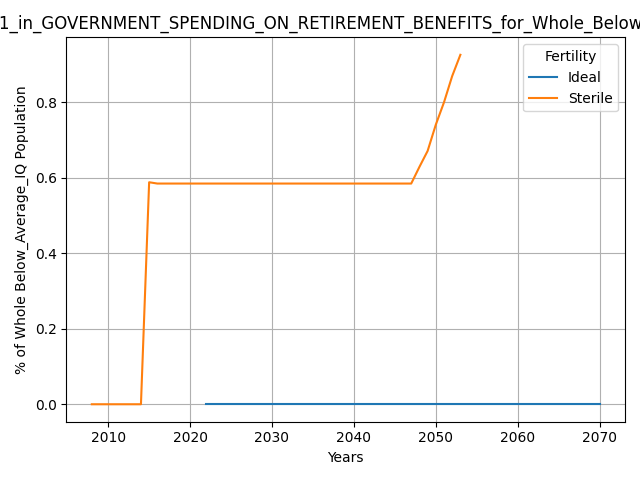 1_in_GOVERNMENT_SPENDING_ON_RETIREMENT_BENEFITS_for_Whole_Below
Fertility
Ideal
Sterile
% of Whole Below_Average_IQ Population
0.8
0.6
0.4
0.2
0.0
2010 2020 2030 2040 2050 2060 2070
Years